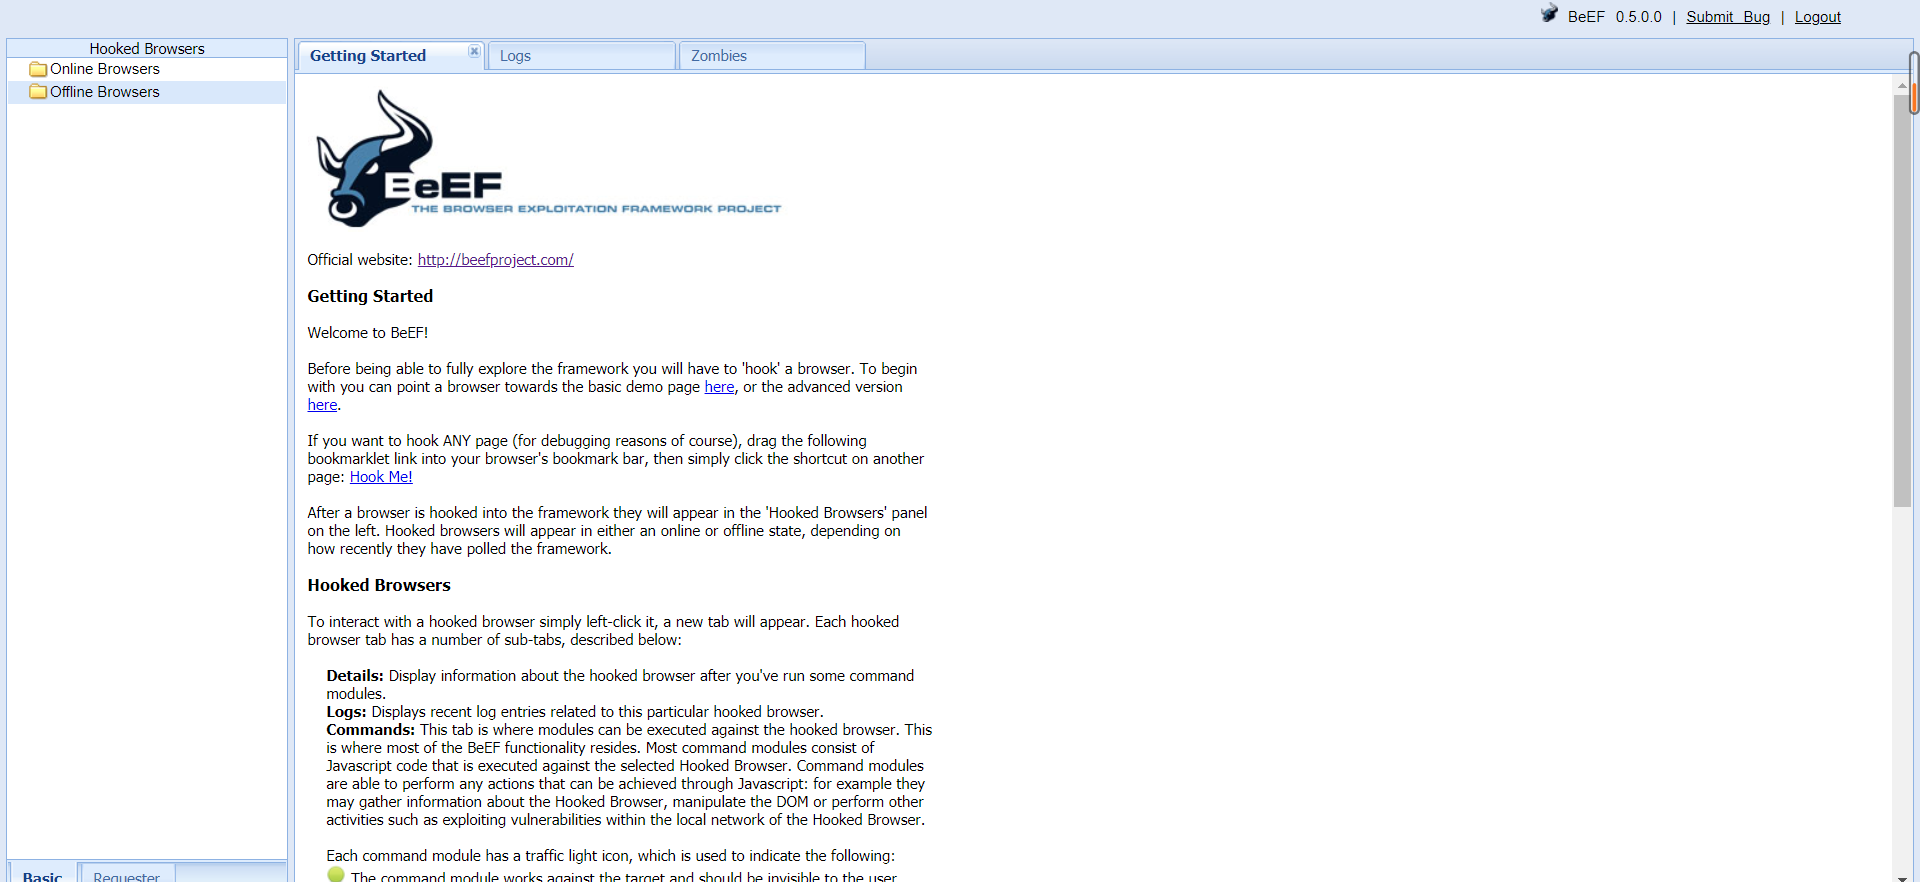 BeEF 0.5.0.0 | Submit Bug | Logout
Hooked Browsers
Online Browsers
Offline Browsers
Basic
Requester
Getting Started
Logs
Zombies
BeEF
THE BROWSER EXPLOITATION FRAMEWORK PROJECT
Official website: http://beefproject.com/
Getting Started
Welcome to BeEF!
Before being able to fully explore the framework you will have to 'hook' a browser. To begin
with you can point a browser towards the basic demo page here, or the advanced version
here.
If you want to hook ANY page (for debugging reasons of course), drag the following
bookmarklet link into your browser's bookmark bar, then simply click the shortcut on another
page: Hook Me!
After a browser is hooked into the framework they will appear in the 'Hooked Browsers' panel
on the left. Hooked browsers will appear in either an online or offline state, depending on
how recently they have polled the framework.
Hooked Browsers
To interact with a hooked browser simply left-click it, a new tab will appear. Each hooked
browser tab has a number of sub-tabs, described below:
Details: Display information about the hooked browser after you've run some command
modules.
Logs: Displays recent log entries related to this particular hooked browser.
Commands: This tab is where modules can be executed against the hooked browser. This
is where most of the BeEF functionality resides. Most command modules consist of
Javascript code that is executed against the selected Hooked Browser. Command modules
are able to perform any actions that can be achieved through Javascript: for example they
may gather information about the Hooked Browser, manipulate the DOM or perform other
activities such as exploiting vulnerabilities within the local network of the Hooked Browser.
Each command module has a traffic light icon, which is used to indicate the following:
The command module works against the target and should be invisible to the user